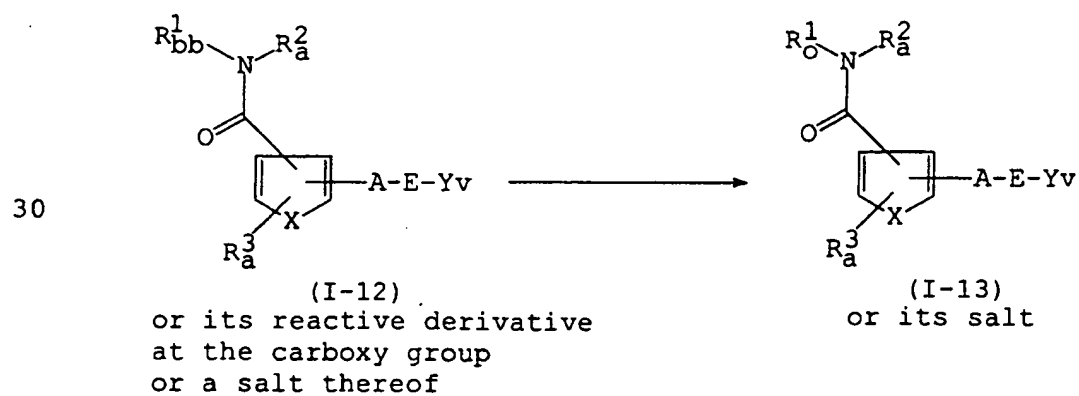 R¹bb N R²a R¹o N R²a
O O
30 A-E-Yv A-E-Yv
X X
R³a R³a
(I-12) (I-13)
or its reactive derivative or its salt
at the carboxy group
or a salt thereof